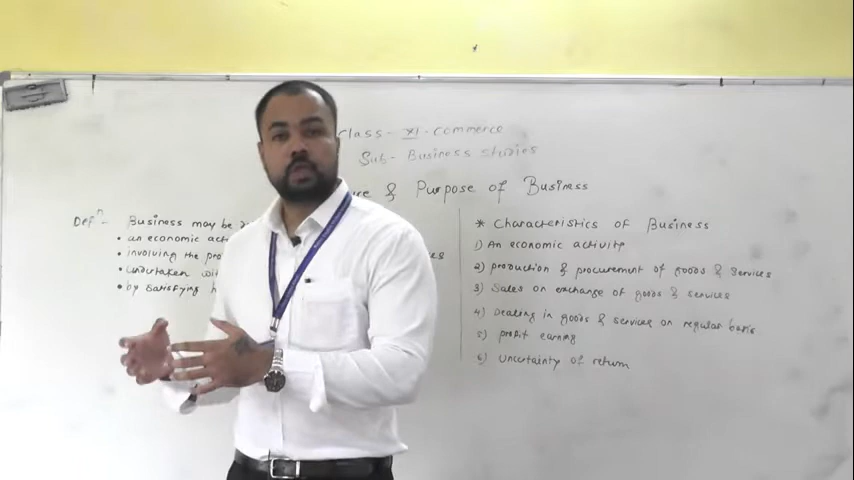 Class - XI - Commerce
Sub - Business Studies
& Purpose of Business
Defⁿ - Business may be
• an economic
• involving the
• undertaken
• by satisfying
* Characteristics of Business
1) An economic activity
2) production & procurement of goods & services
3) Sales on exchange of goods & services
4) Dealing in goods & services on regular basis
5) profit earning
6) Uncertainty of return